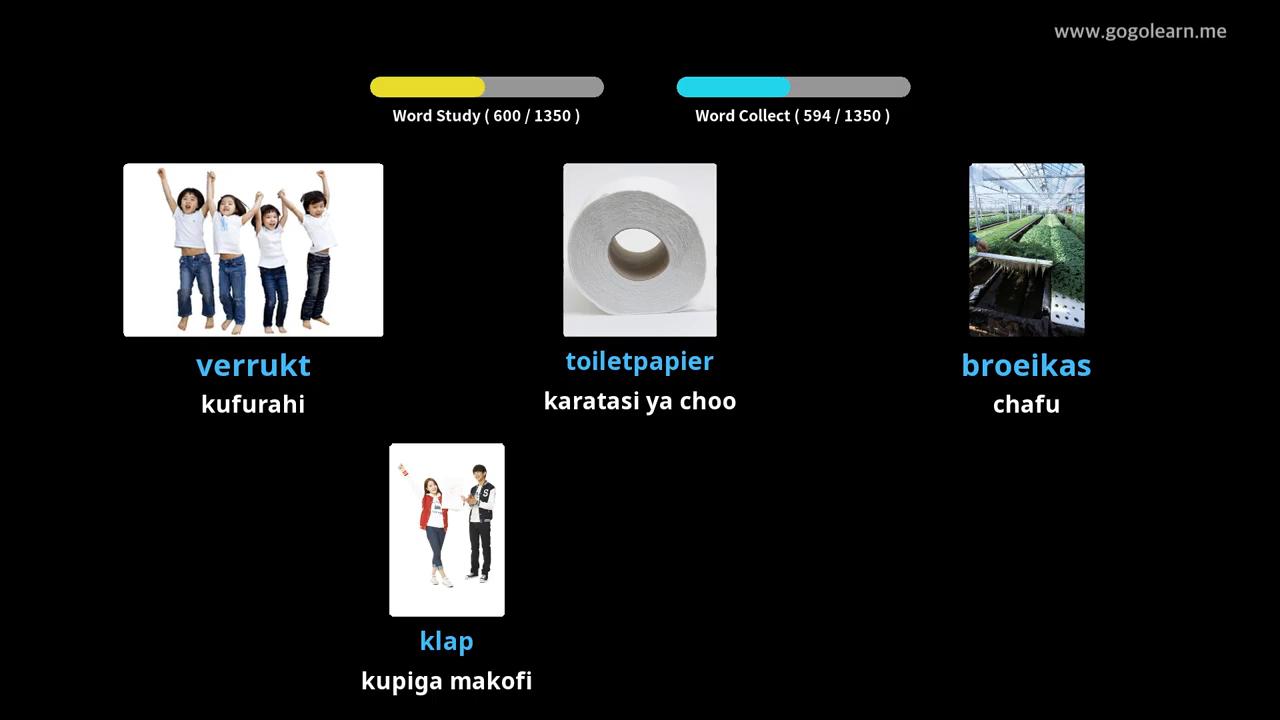 www.gogolearn.me
Word Study ( 600 / 1350 )
Word Collect ( 594 / 1350 )
verrukt
toiletpapier
broeikas
kufurahi
karatasi ya choo
chafu
S
klap
kupiga makofi